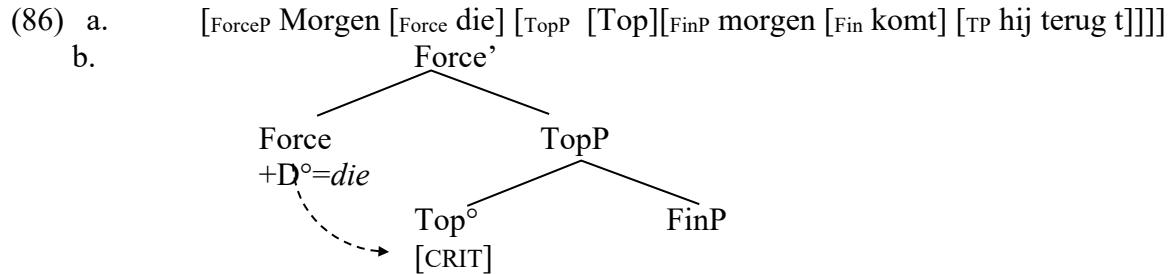 (86) a. [ForceP Morgen [Force die] [TopP [Top][FinP morgen [Fin komt] [TP hij terug t]]]]
b. Force’
Force TopP
+D°=die
Top° FinP
[CRIT]